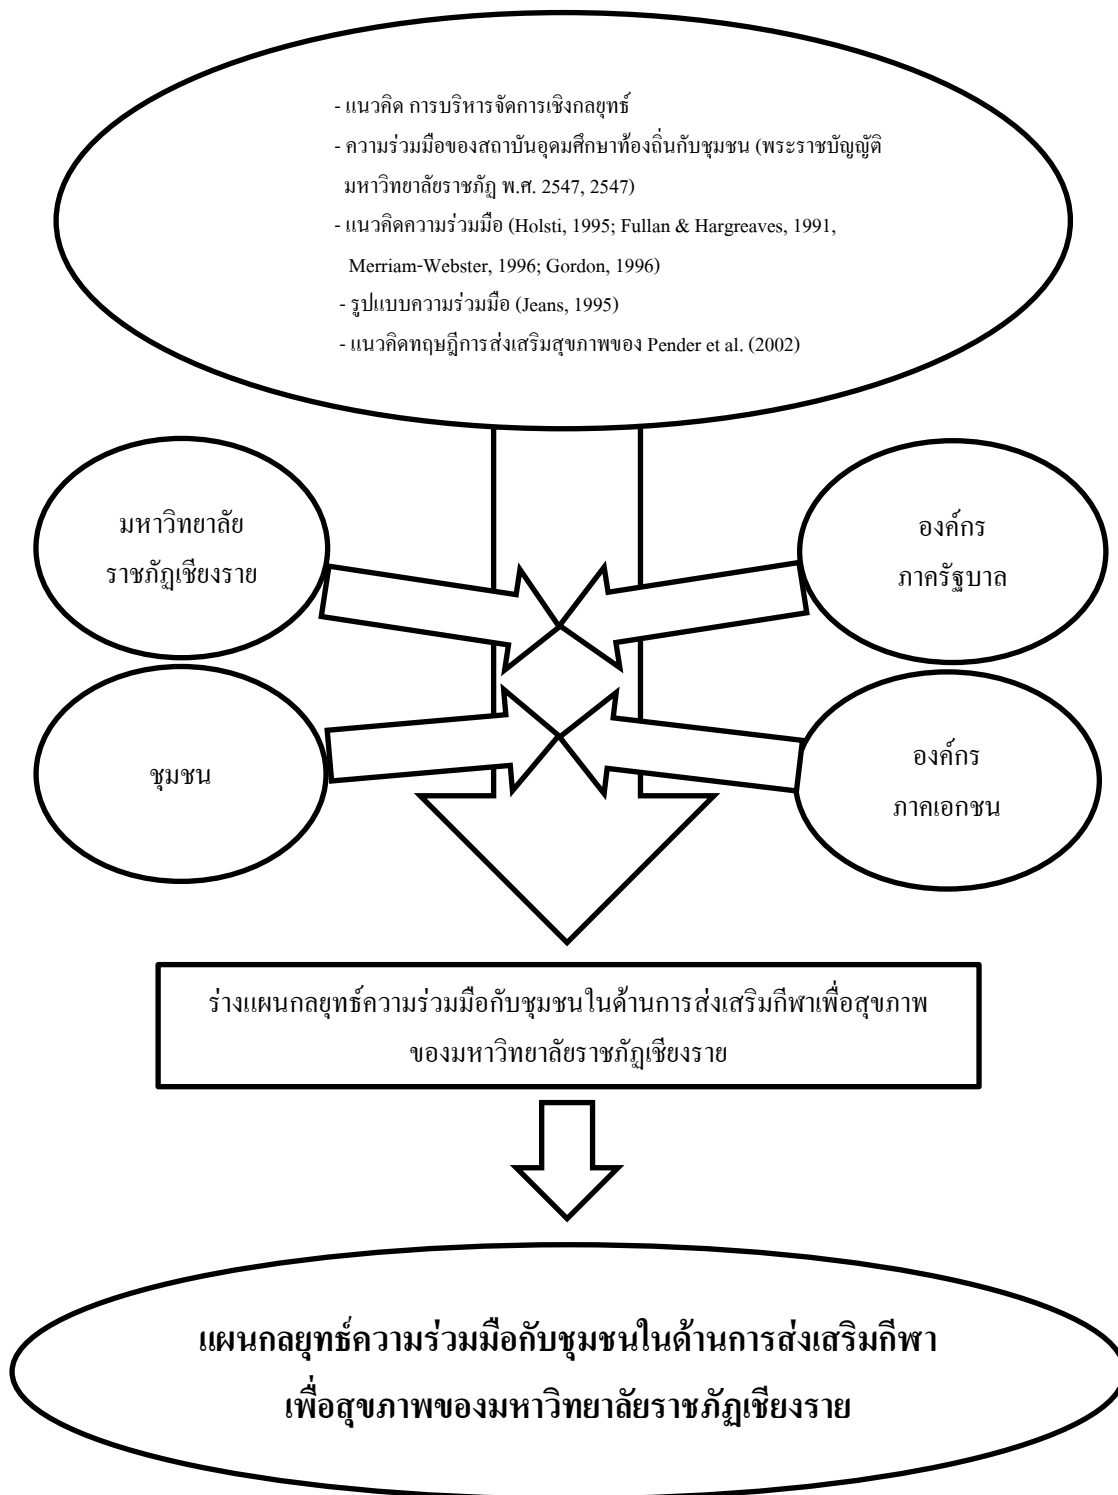 - แนวคิด การบริหารจัดการเชิงกลยุทธ์
- ความร่วมมือของสถาบันอุดมศึกษาท้องถิ่นกับชุมชน (พระราชบัญญัติ
มหาวิทยาลัยราชภัฏ พ.ศ. 2547, 2547)
- แนวคิดความร่วมมือ (Holsti, 1995; Fullan & Hargreaves, 1991,
Merriam-Webster, 1996; Gordon, 1996)
- รูปแบบความร่วมมือ (Jeans, 1995)
- แนวคิดทฤษฎีการส่งเสริมสุขภาพของ Pender et al. (2002)
มหาวิทยาลัย
ราชภัฏเชียงราย
องค์กร
ภาครัฐบาล
ชุมชน
องค์กร
ภาคเอกชน
ร่างแผนกลยุทธ์ความร่วมมือกับชุมชนในด้านการส่งเสริมกีฬาเพื่อสุขภาพ
ของมหาวิทยาลัยราชภัฏเชียงราย
แผนกลยุทธ์ความร่วมมือกับชุมชนในด้านการส่งเสริมกีฬา
เพื่อสุขภาพของมหาวิทยาลัยราชภัฏเชียงราย